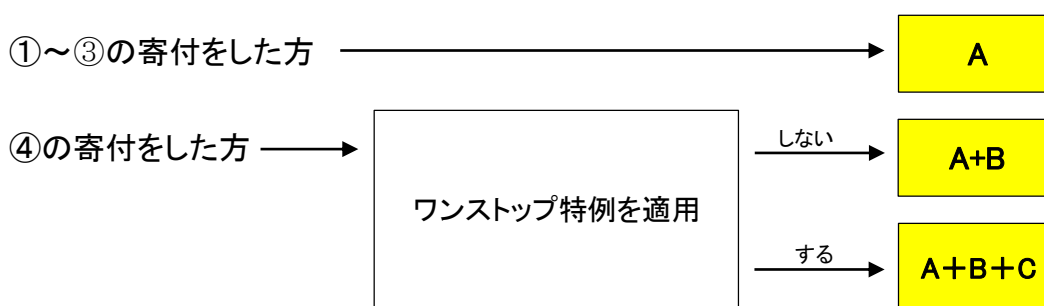 ①～③の寄付をした方
A
④の寄付をした方
ワンストップ特例を適用
しない
A+B
する
A＋B＋C